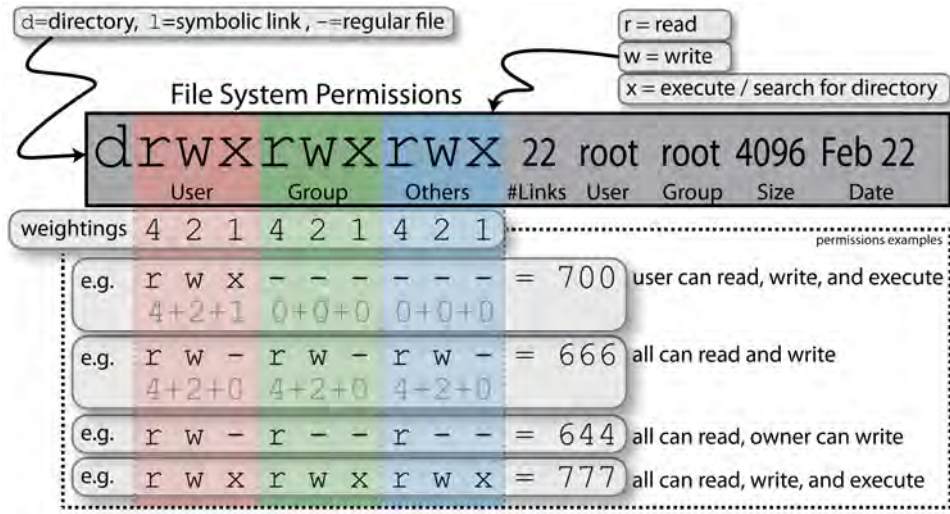 d=directory, l=symbolic link, -=regular file
r = read
w = write
x = execute / search for directory
File System Permissions
drwxrwxrwx 22 root root 4096 Feb 22
User Group Others #Links User Group Size Date
weightings 4 2 1 4 2 1 4 2 1
permissions examples
e.g. r w x - - - - - - = 700 user can read, write, and execute
4+2+1 0+0+0 0+0+0
e.g. r w - r w - r w - = 666 all can read and write
4+2+0 4+2+0 4+2+0
e.g. r w - r - - r - - = 644 all can read, owner can write
e.g. r w x r w x r w x = 777 all can read, write, and execute